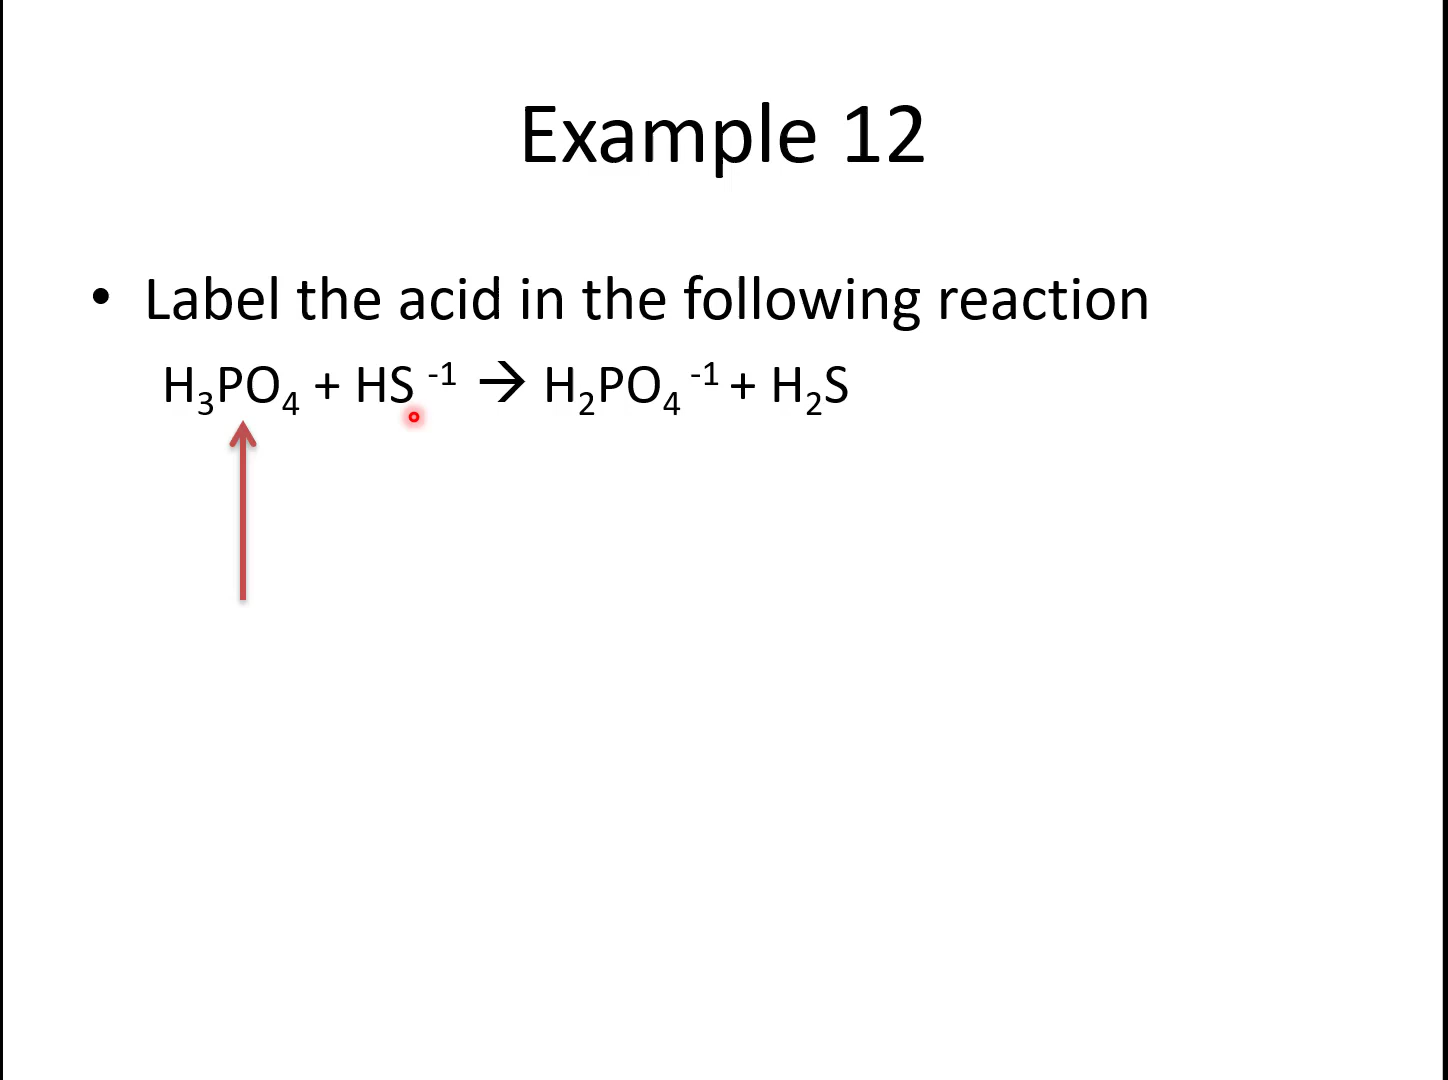 Example 12
• Label the acid in the following reaction
H₃PO₄ + HS ⁻¹ → H₂PO₄ ⁻¹ + H₂S